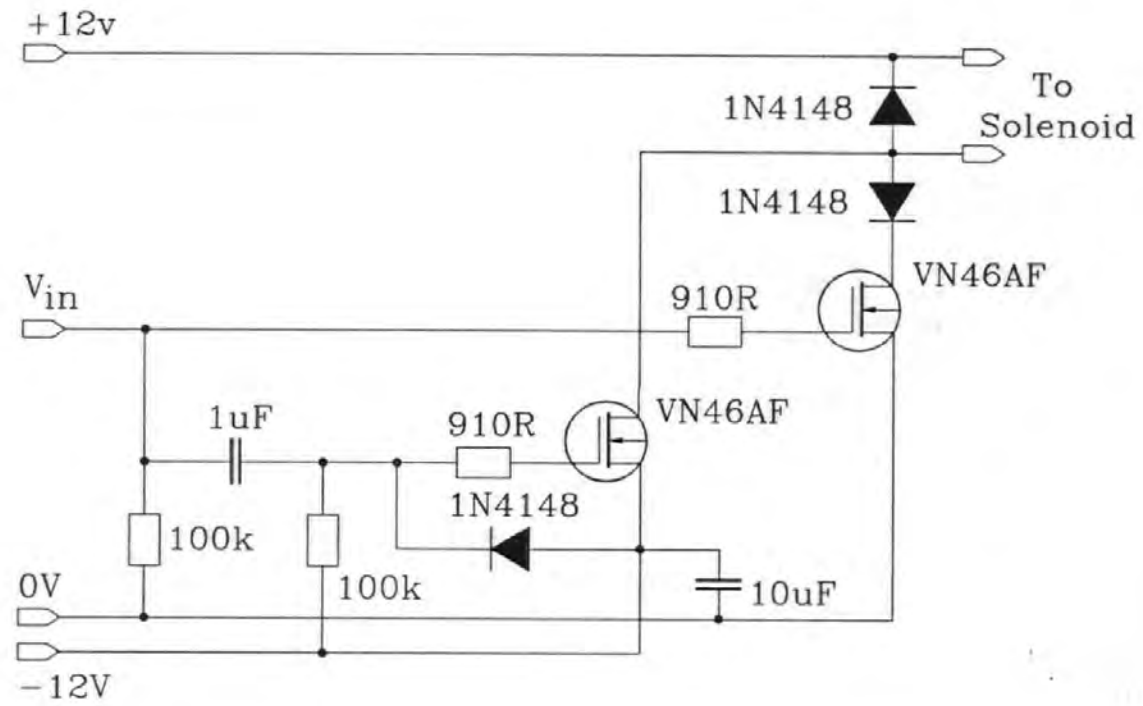 +12v
To
Solenoid
1N4148
1N4148
Vin
910R
VN46AF
1uF
910R
VN46AF
1N4148
100k
100k
10uF
0V
-12V